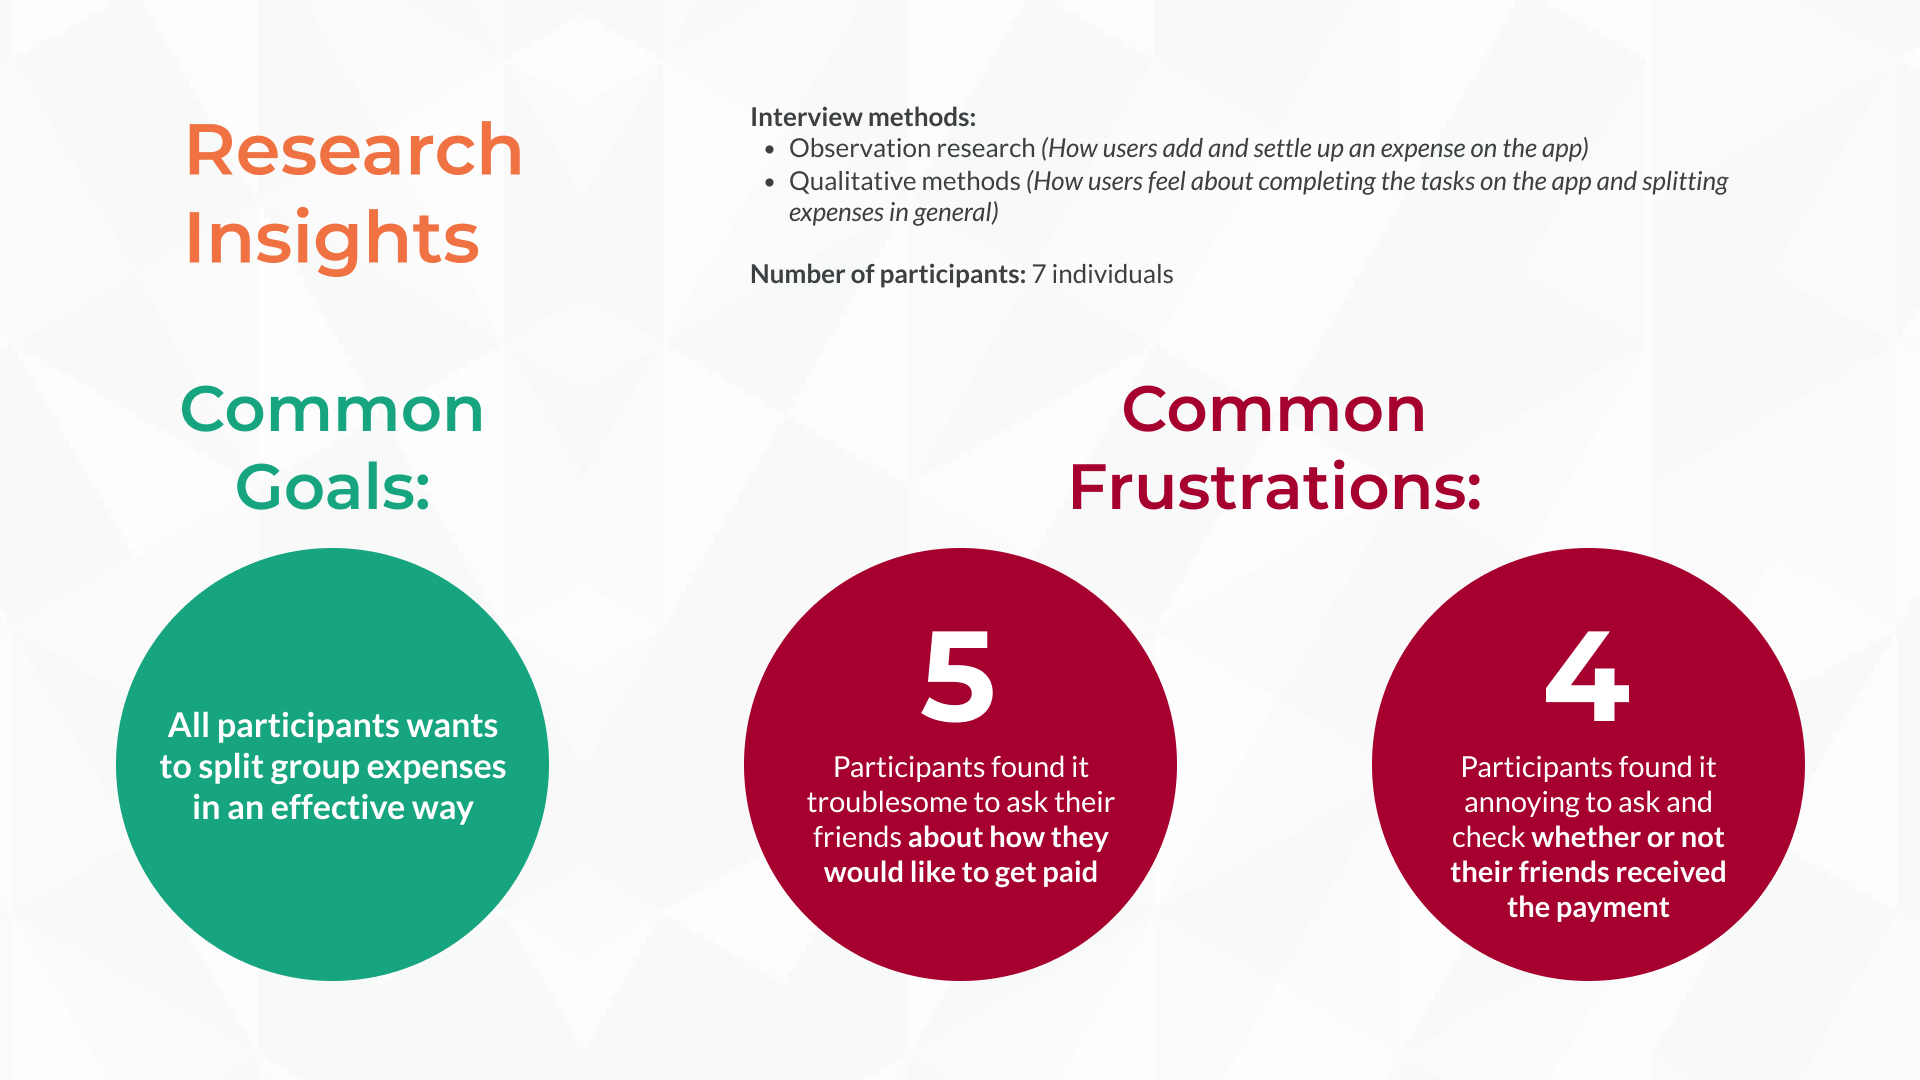 Research
Insights
Interview methods:
• Observation research (How users add and settle up an expense on the app)
• Qualitative methods (How users feel about completing the tasks on the app and splitting
expenses in general)
Number of participants: 7 individuals
Common
Goals:
All participants wants
to split group expenses
in an effective way
Common
Frustrations:
5
Participants found it
troublesome to ask their
friends about how they
would like to get paid
4
Participants found it
annoying to ask and
check whether or not
their friends received
the payment